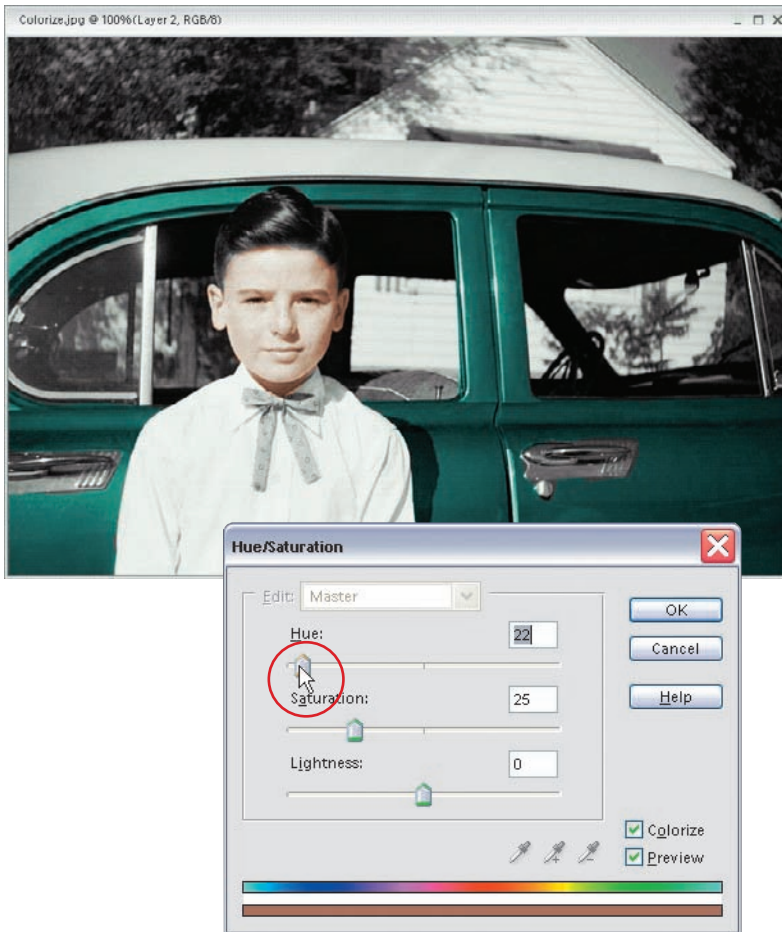 Colorize.jpg @ 100%(Layer 2, RGB/8)
Hue/Saturation
Edit: Master
OK
Hue: 22
Cancel
Saturation: 25
Help
Lightness: 0
Colorize
Preview